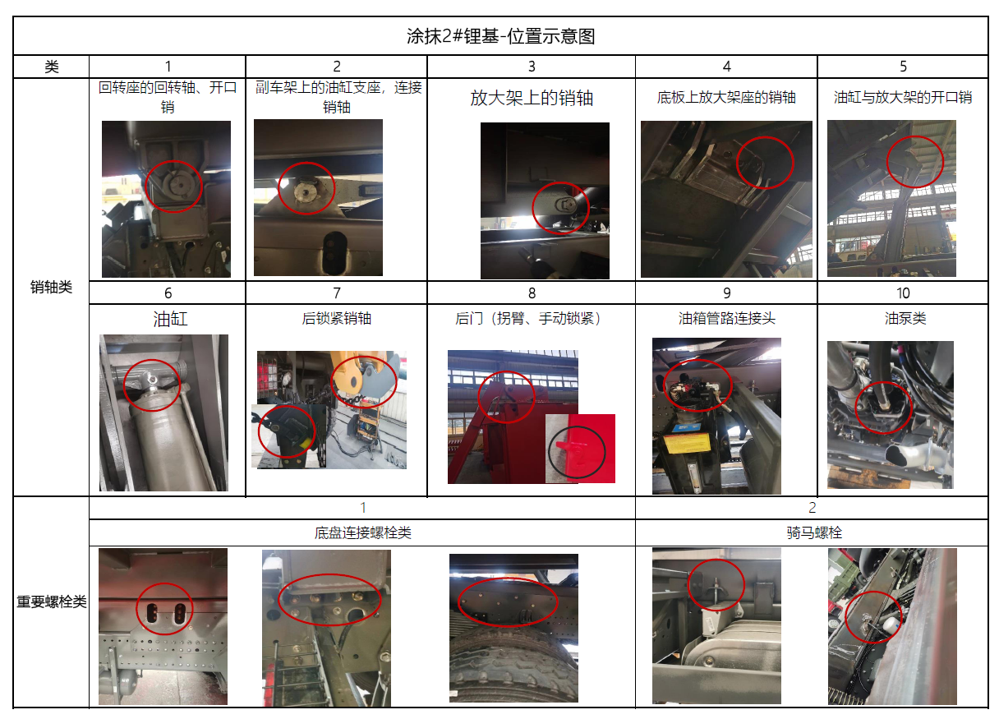 涂抹2#锂基-位置示意图
类
1
2
3
4
5
销轴类
回转座的回转轴、开口
销
副车架上的油缸支座，连接
销轴
放大架上的销轴
底板上放大架座的销轴
油缸与放大架的开口销
6
7
8
9
10
油缸
后锁紧销轴
后门（拐臂、手动锁紧）
油箱管路连接头
油泵类
重要螺栓类
1
2
底盘连接螺栓类
骑马螺栓